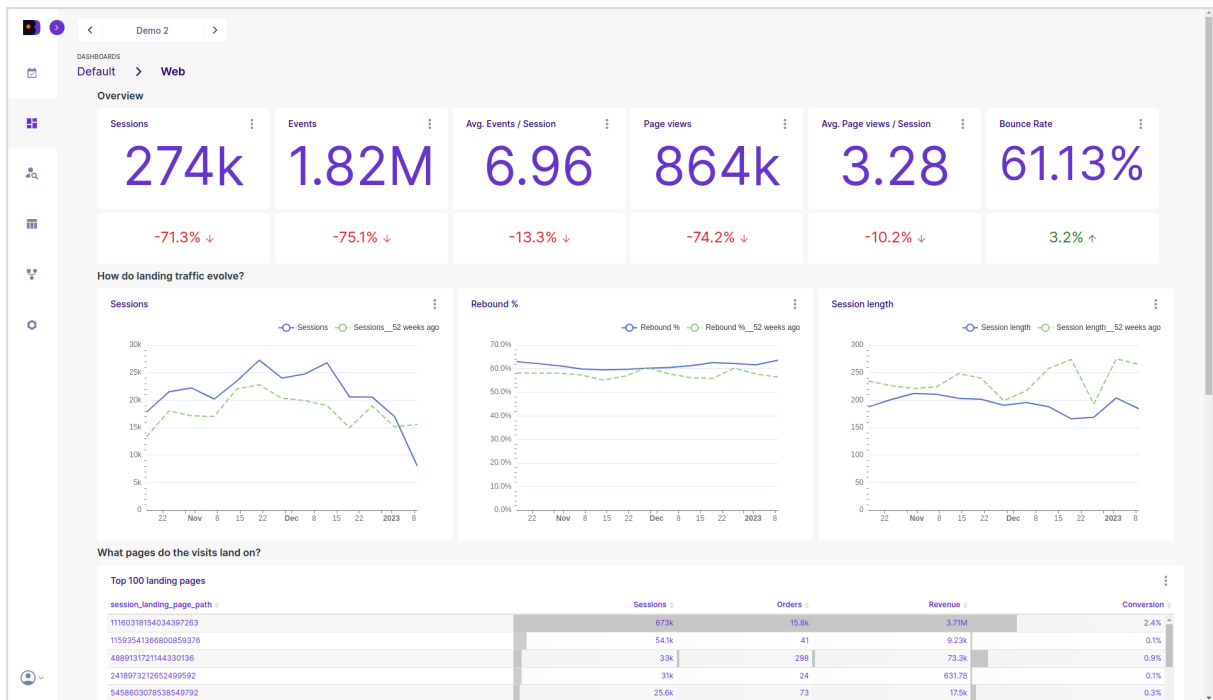 Demo 2
DASHBOARDS
Default > Web
Overview
Sessions
274k
-71.3% ↓
Events
1.82M
-75.1% ↓
Avg. Events / Session
6.96
-13.3% ↓
Page views
864k
-74.2% ↓
Avg. Page views / Session
3.28
-10.2% ↓
Bounce Rate
61.13%
3.2% ↑
How do landing traffic evolve?
Sessions
Sessions Sessions__52 weeks ago
30k
25k
20k
15k
10k
5k
0
22 Nov 8 15 22 Dec 8 15 22 2023 8
Rebound %
Rebound % Rebound %__52 weeks ago
70.0%
60.0%
50.0%
40.0%
30.0%
20.0%
10.0%
0.0%
22 Nov 8 15 22 Dec 8 15 22 2023 8
Session length
Session length Session length__52 weeks ago
300
250
200
150
100
50
0
22 Nov 8 15 22 Dec 8 15 22 2023 8
What pages do the visits land on?
Top 100 landing pages
session_landing_page_path Sessions Orders Revenue Conversion
11160318154034397263 673k 15.8k 3.71M 2.4%
11593541366800859376 54.1k 41 9.23k 0.1%
4889131721144330136 33k 298 73.3k 0.9%
2418973212652499592 31k 24 631.78 0.1%
5458603078538549792 25.6k 73 17.5k 0.3%